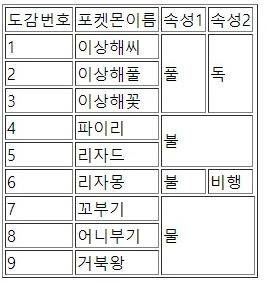 도감번호 포켓몬이름 속성1 속성2
1 이상해씨 풀 독
2 이상해풀
3 이상해꽃
4 파이리 불
5 리자드
6 리자몽 불 비행
7 꼬부기 물
8 어니부기
9 거북왕